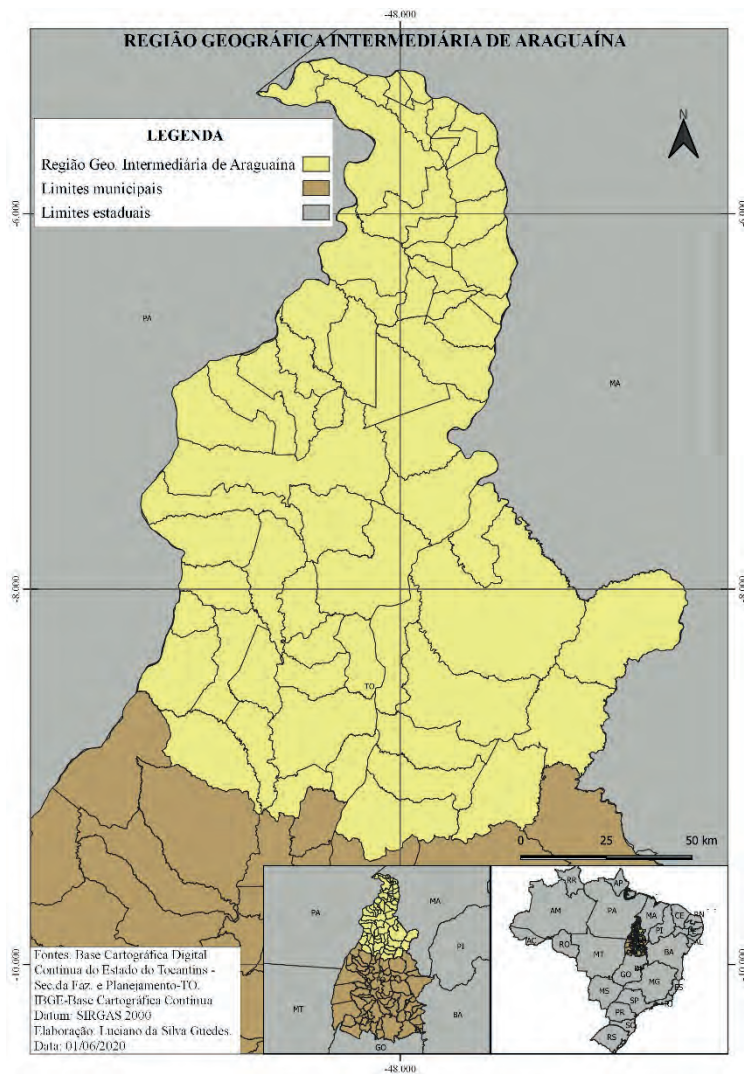 -48.000
REGIÃO GEOGRÁFICA INTERMEDIÁRIA DE ARAGUAÍNA
N
LEGENDA
Região Geo. Intermediária de Araguaína
Limites municipais
Limites estaduais
-6.000
-6.000
PA
MA
-8.000
-8.000
TO
0 25 50 km
PA
MA
PI
MT
BA
GO
RR
AP
AM
PA
MA
CE
RN
PI
AC
RO
MT
BA
GO
MG
ES
MS
SP
RJ
PR
SC
RS
AL
-10.000
-10.000
Fontes: Base Cartográfica Digital
Contínua do Estado do Tocantins -
Sec.da Faz. e Planejamento-TO.
IBGE-Base Cartográfica Contínua
Datum: SIRGAS 2000
Elaboração: Luciano da Silva Guedes.
Data: 01/06/2020
-48.000